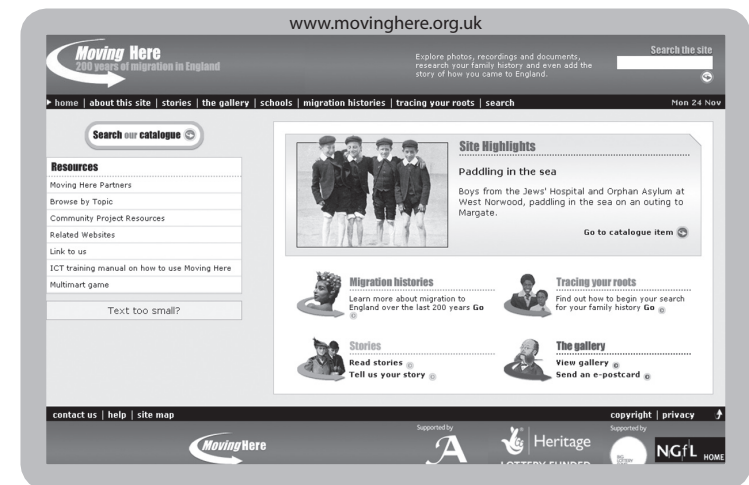 www.movinghere.org.uk
Moving Here
200 years of migration in England
Explore photos, recordings and documents,
research your family history and even add the
story of how you came to England.
Search the site
home | about this site | stories | the gallery | schools | migration histories | tracing your roots | search
Mon 24 Nov
Search our catalogue
Resources
Moving Here Partners
Browse by Topic
Community Project Resources
Related Websites
Link to us
ICT training manual on how to use Moving Here
Multimart game
Text too small?
Site Highlights
Paddling in the sea
Boys from the Jews' Hospital and Orphan Asylum at
West Norwood, paddling in the sea on an outing to
Margate.
Go to catalogue item
Migration histories
Learn more about migration to
England over the last 200 years Go
Tracing your roots
Find out how to begin your search
for your family history Go
Stories
Read stories
Tell us your story
The gallery
View gallery
Send an e-postcard
contact us | help | site map
copyright | privacy
Moving Here
Supported by
A
Heritage
LOTTERY FUNDED
Supported by
NGfL HOME